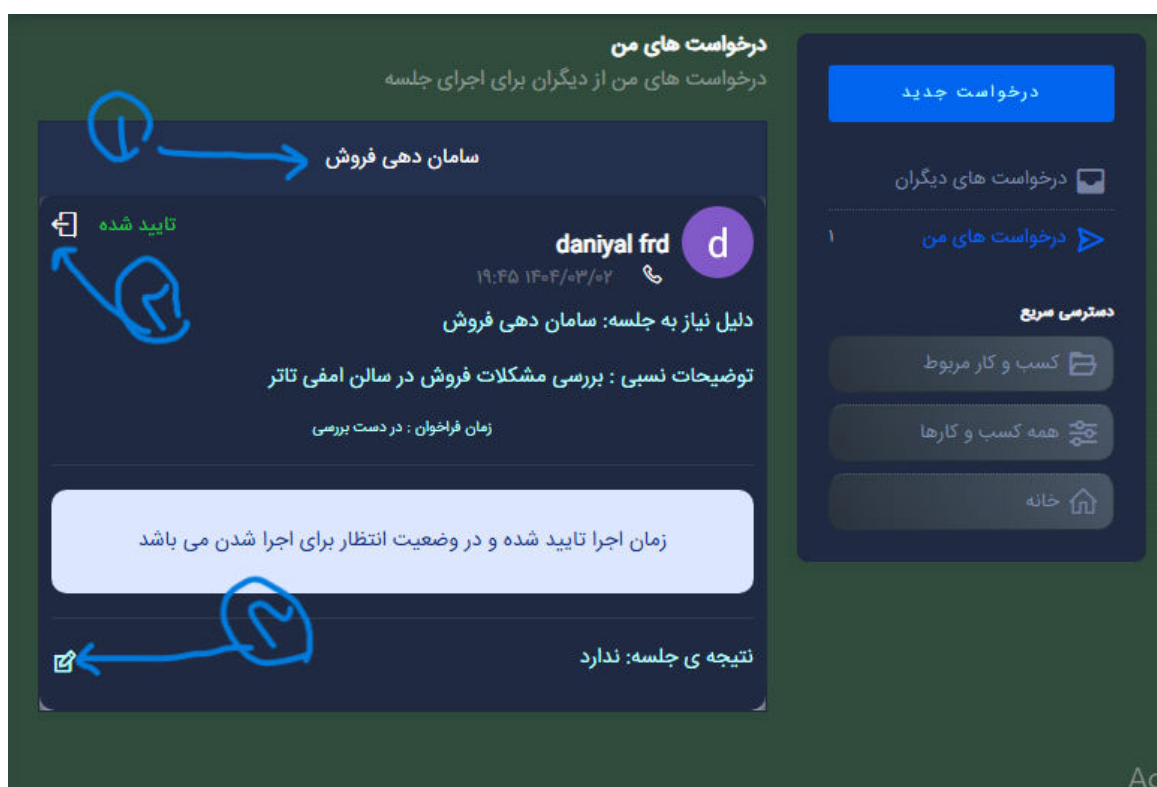 درخواست های من
درخواست های من از دیگران برای اجرای جلسه
۱
سامان دهی فروش
d
daniyal frd
تایید شده
۱۹:۴۵ ۱۴۰۴/۰۳/۰۲
۳
دلیل نیاز به جلسه: سامان دهی فروش
توضیحات نسبی : بررسی مشکلات فروش در سالن امفی تاتر
زمان فراخوان : در دست بررسی
زمان اجرا تایید شده و در وضعیت انتظار برای اجرا شدن می باشد
۲
نتیجه ی جلسه: ندارد
درخواست جدید
درخواست های دیگران
درخواست های من
۱
دسترسی سریع
کسب و کار مربوط
همه کسب و کارها
خانه